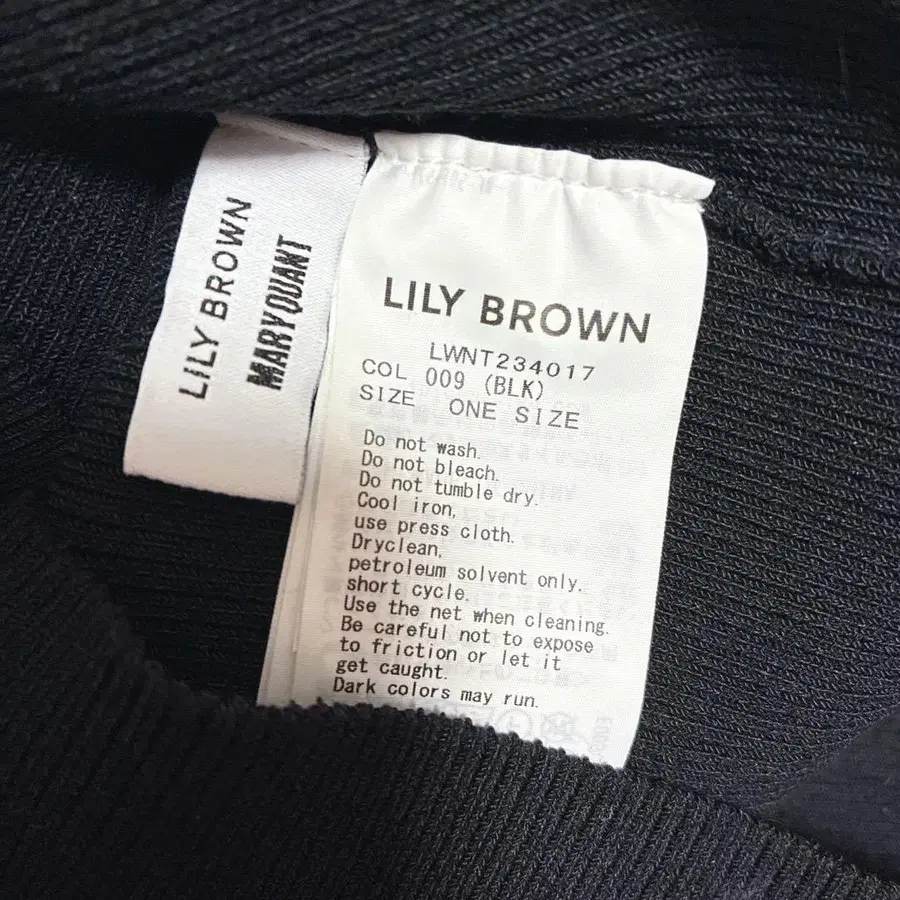 LILY BROWN
MARY QUANT
LILY BROWN
LWNT234017
COL 009 (BLK)
SIZE ONE SIZE
Do not wash.
Do not bleach.
Do not tumble dry.
Cool iron,
use press cloth.
Dryclean,
petroleum solvent only.
short cycle.
Use the net when cleaning.
Be careful not to expose
to friction or let it
get caught.
Dark colors may run.